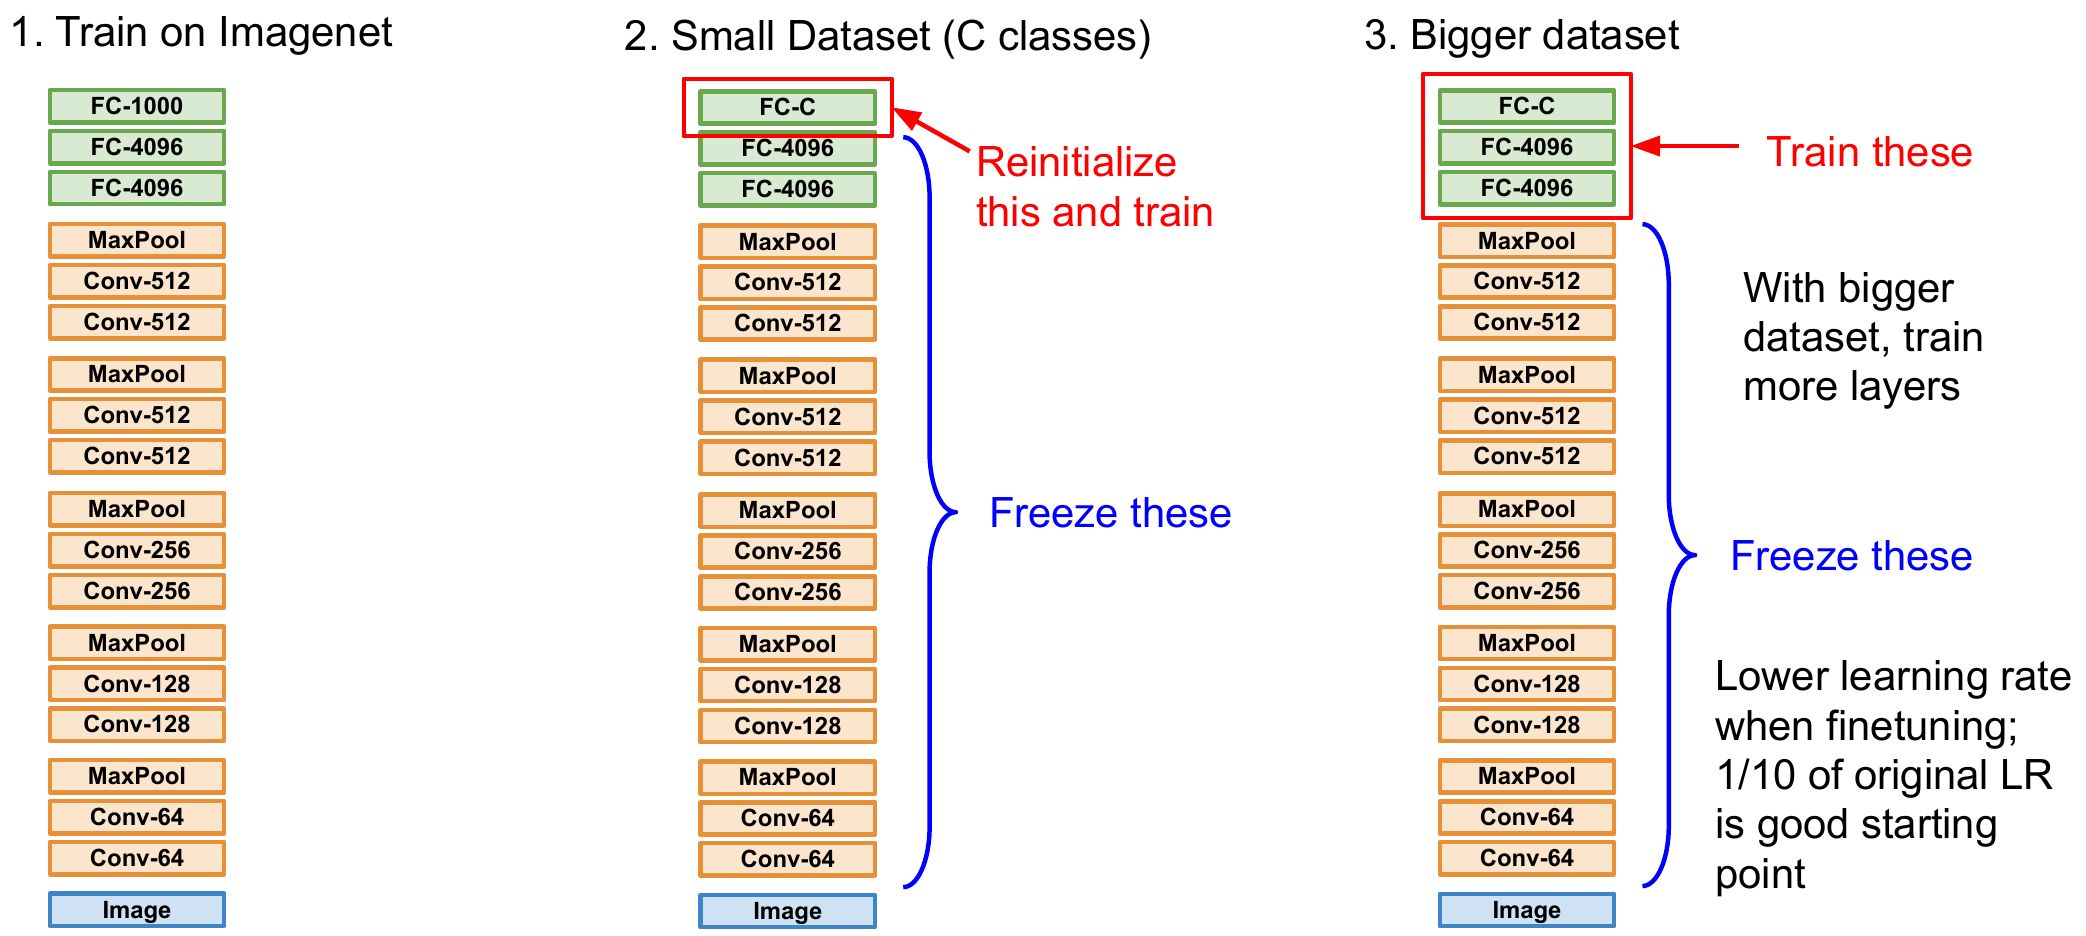 1. Train on Imagenet
FC-1000
FC-4096
FC-4096
MaxPool
Conv-512
Conv-512
MaxPool
Conv-512
Conv-512
MaxPool
Conv-256
Conv-256
MaxPool
Conv-128
Conv-128
MaxPool
Conv-64
Conv-64
Image
2. Small Dataset (C classes)
FC-C
FC-4096
FC-4096
MaxPool
Conv-512
Conv-512
MaxPool
Conv-512
Conv-512
MaxPool
Conv-256
Conv-256
MaxPool
Conv-128
Conv-128
MaxPool
Conv-64
Conv-64
Image
Reinitialize
this and train
Freeze these
3. Bigger dataset
FC-C
FC-4096
FC-4096
MaxPool
Conv-512
Conv-512
MaxPool
Conv-512
Conv-512
MaxPool
Conv-256
Conv-256
MaxPool
Conv-128
Conv-128
MaxPool
Conv-64
Conv-64
Image
Train these
With bigger
dataset, train
more layers
Freeze these
Lower learning rate
when finetuning;
1/10 of original LR
is good starting
point